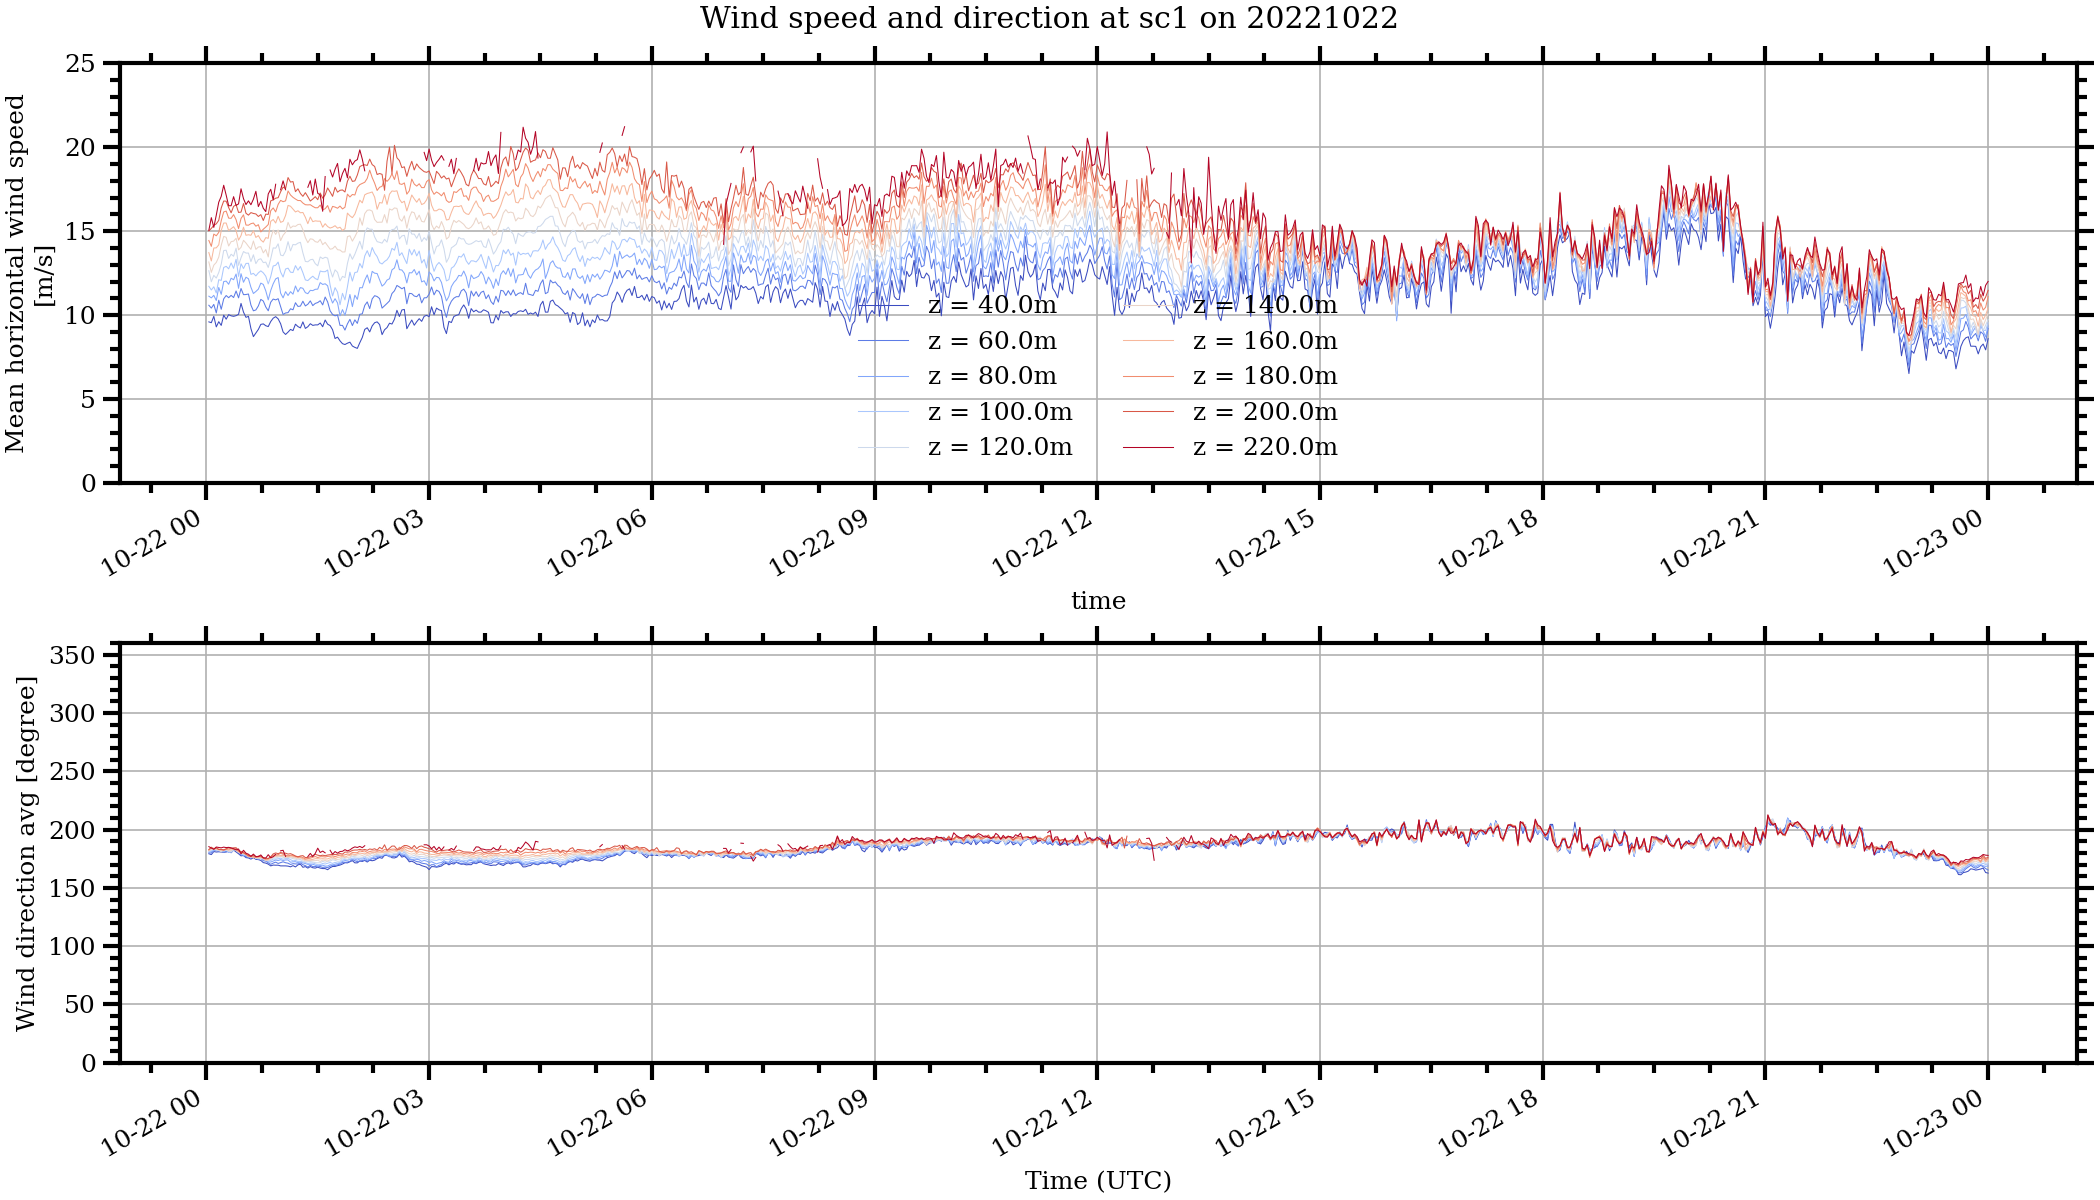 Wind speed and direction at sc1 on 20221022
Mean horizontal wind speed
[m/s]
25
20
15
10
5
0
z = 40.0m
z = 60.0m
z = 80.0m
z = 100.0m
z = 120.0m
z = 140.0m
z = 160.0m
z = 180.0m
z = 200.0m
z = 220.0m
10-22 00
10-22 03
10-22 06
10-22 09
10-22 12
10-22 15
10-22 18
10-22 21
10-23 00
time
Wind direction avg [degree]
350
300
250
200
150
100
50
0
10-22 00
10-22 03
10-22 06
10-22 09
10-22 12
10-22 15
10-22 18
10-22 21
10-23 00
Time (UTC)